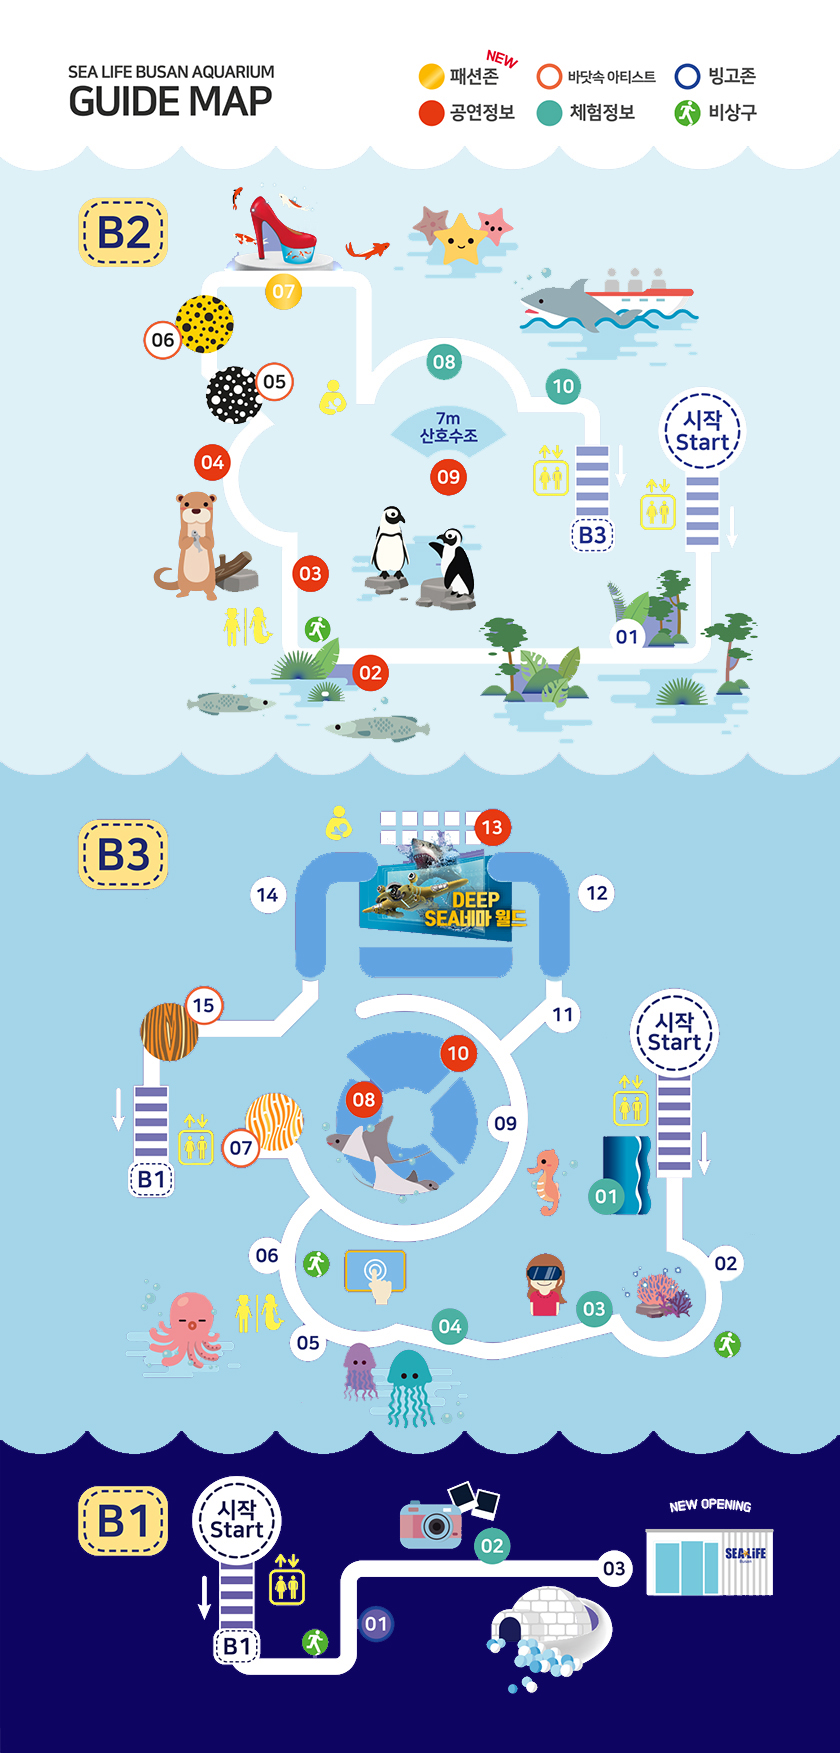 SEA LIFE BUSAN AQUARIUM
GUIDE MAP
NEW
패션존
바닷속 아티스트
빙고존
공연정보
체험정보
비상구
B2
07
06
05
08
10
시작
Start
7m
산호수조
04
09
B3
03
01
02
B3
13
14
12
DEEP
SEA네마 월드
15
11
시작
Start
10
08
09
07
B1
01
06
02
03
04
05
B1
시작
Start
NEW OPENING
SEA LIFE
02
03
01
B1